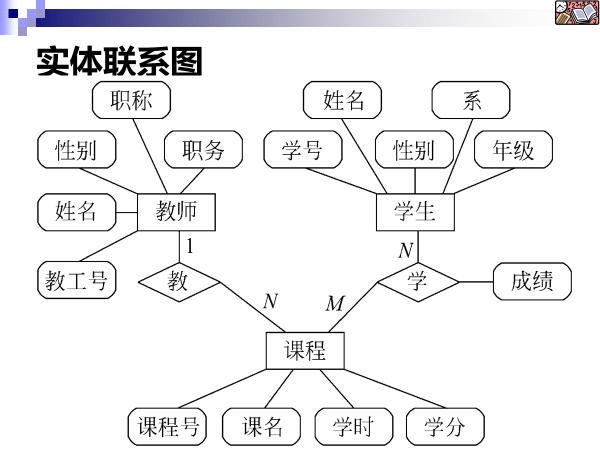 实体联系图
职称
姓名
系
性别
职务
学号
性别
年级
姓名
教师
学生
1
N
教工号
教
学
成绩
N
M
课程
课程号
课名
学时
学分